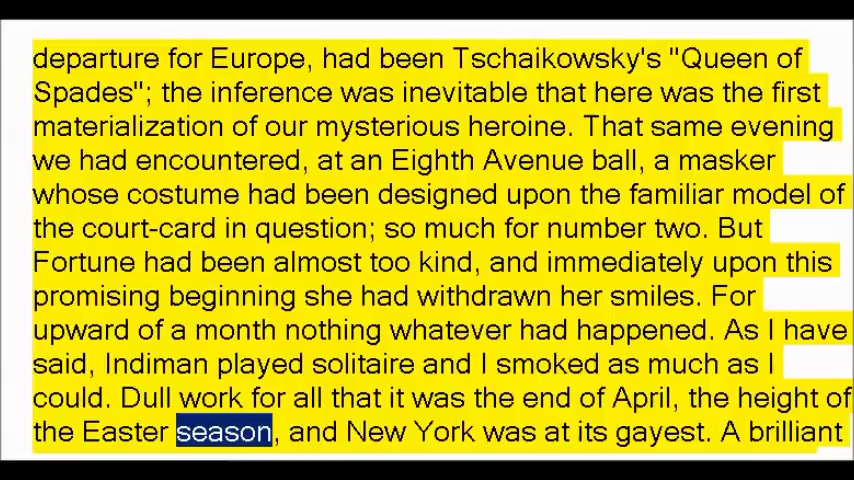 departure for Europe, had been Tschaikowsky's "Queen of
Spades"; the inference was inevitable that here was the first
materialization of our mysterious heroine. That same evening
we had encountered, at an Eighth Avenue ball, a masker
whose costume had been designed upon the familiar model of
the court-card in question; so much for number two. But
Fortune had been almost too kind, and immediately upon this
promising beginning she had withdrawn her smiles. For
upward of a month nothing whatever had happened. As I have
said, Indiman played solitaire and I smoked as much as I
could. Dull work for all that it was the end of April, the height of
the Easter season, and New York was at its gayest. A brilliant